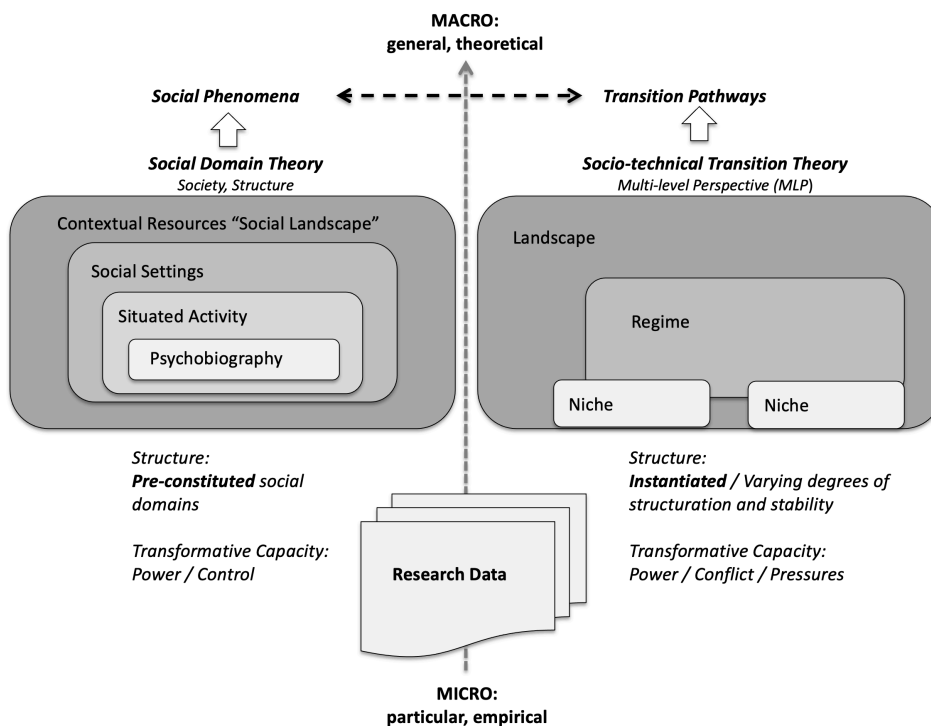 MACRO:
general, theoretical
Social Phenomena
Transition Pathways
Social Domain Theory
Society, Structure
Socio-technical Transition Theory
Multi-level Perspective (MLP)
Contextual Resources “Social Landscape”
Social Settings
Situated Activity
Psychobiography
Landscape
Regime
Niche
Niche
Structure:
Pre-constituted social
domains
Transformative Capacity:
Power / Control
Structure:
Instantiated / Varying degrees of
structuration and stability
Transformative Capacity:
Power / Conflict / Pressures
Research Data
MICRO:
particular, empirical